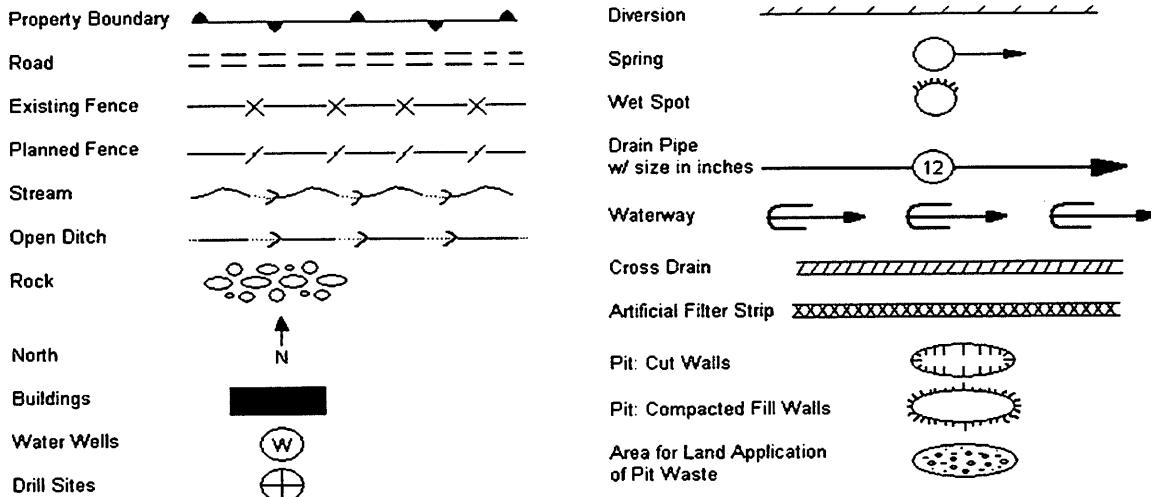 Property Boundary
Road
Existing Fence
Planned Fence
Stream
Open Ditch
Rock
North
N
Buildings
Water Wells
W
Drill Sites
Diversion
Spring
Wet Spot
Drain Pipe
w/ size in inches
12
Waterway
Cross Drain
Artificial Filter Strip
Pit: Cut Walls
Pit: Compacted Fill Walls
Area for Land Application
of Pit Waste